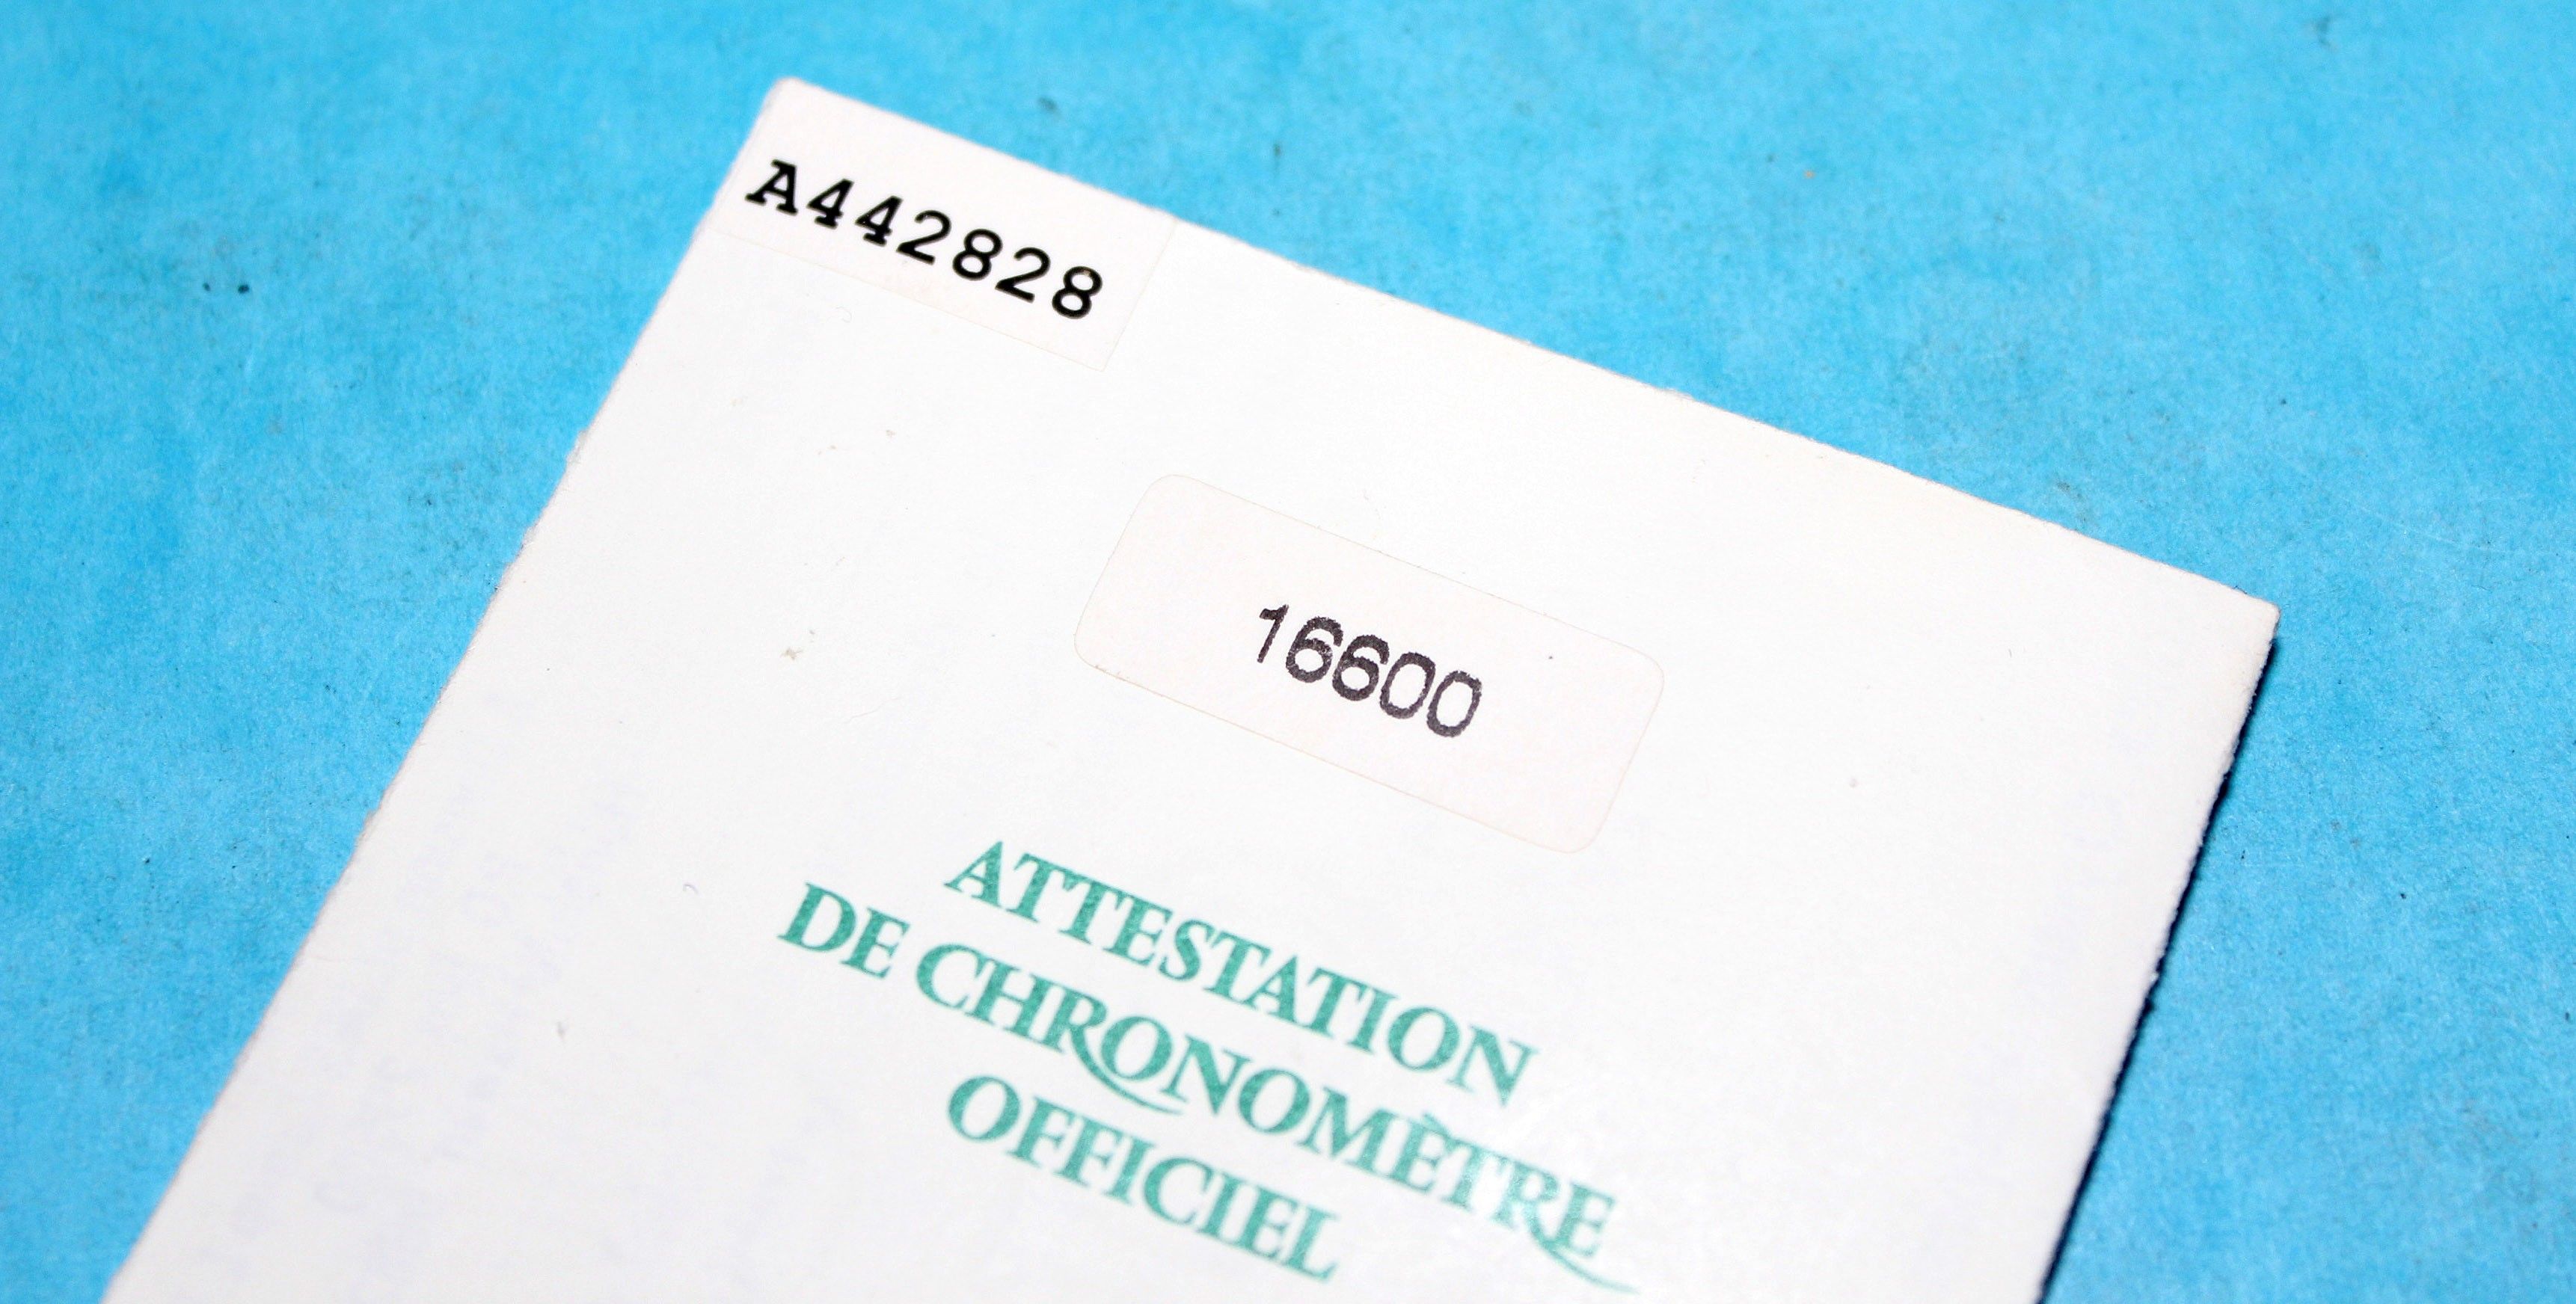 A442828
16600
ATTESTATION
DE CHRONOMÈTRE
OFFICIEL